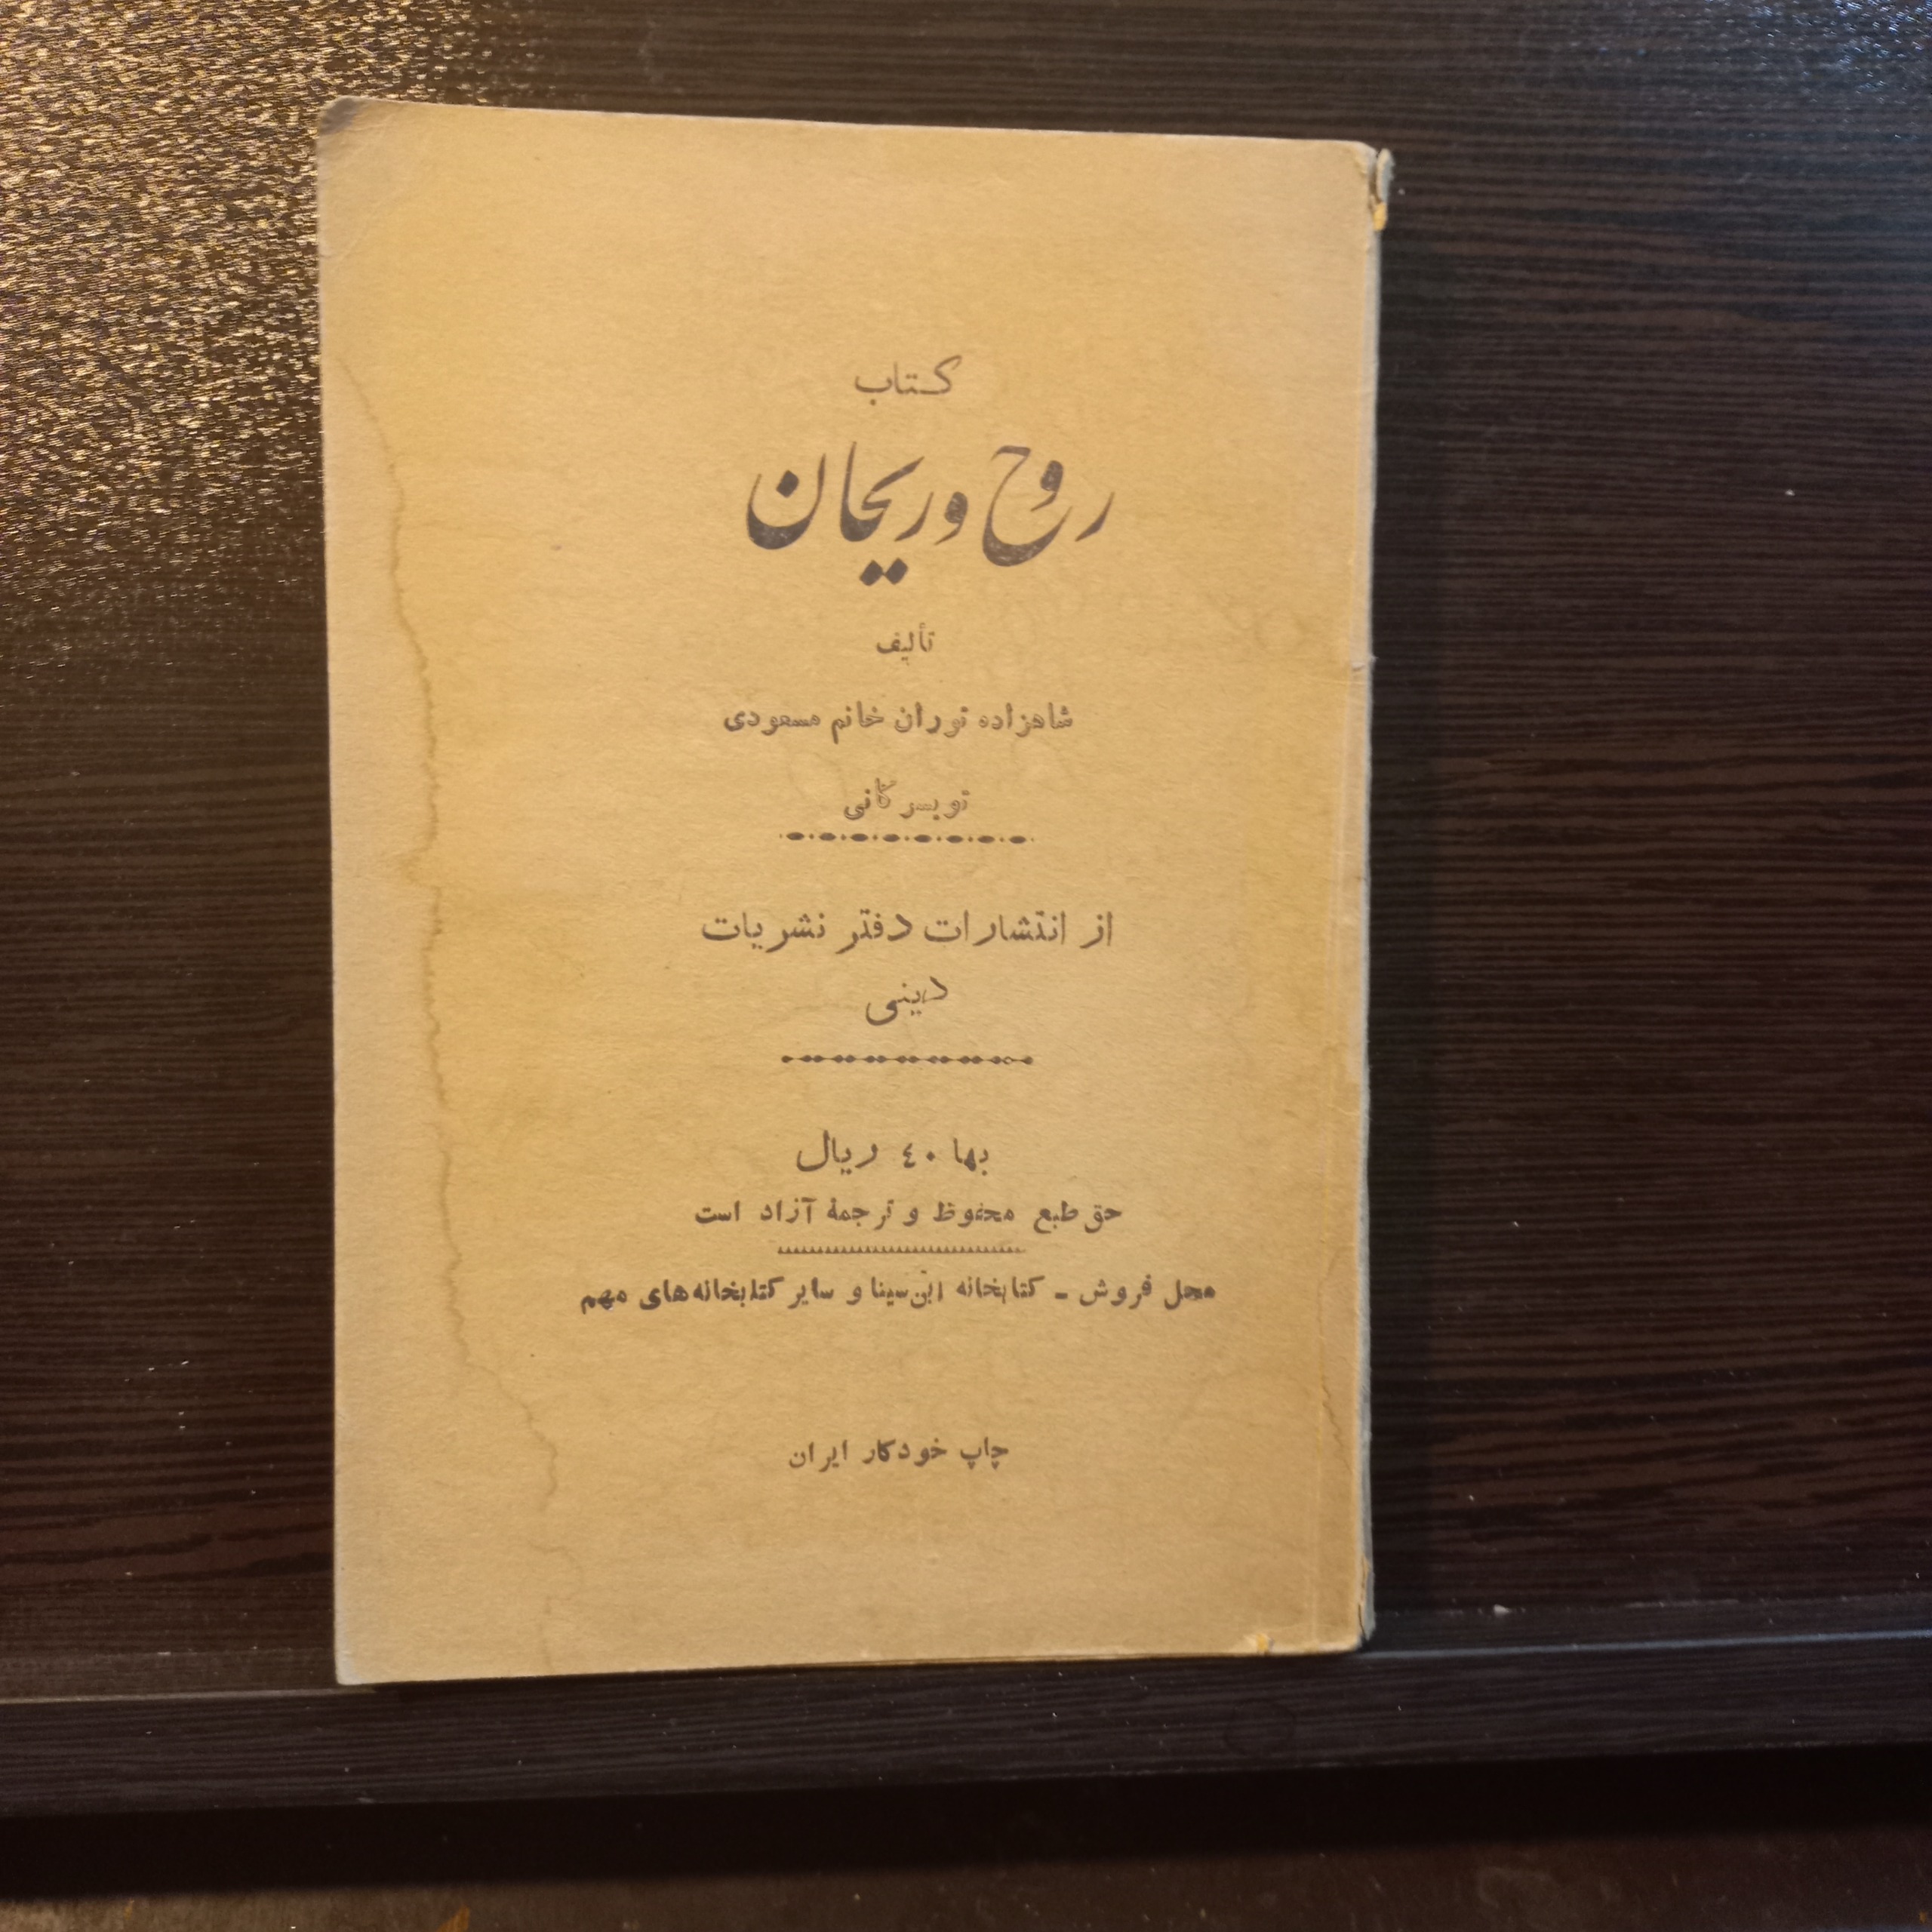 کتاب
روح و ریحان
تألیف
شاهزاده توران خانم مسعودی
تویسرکانی
از انتشارات دفتر نشریات
دینی
بها ٤٠ ریال
حق طبع محفوظ و ترجمهٔ آزاد است
محل فروش - کتابخانه ابن‌سینا و سایر کتابخانه‌های مهم
چاپ خودکار ایران